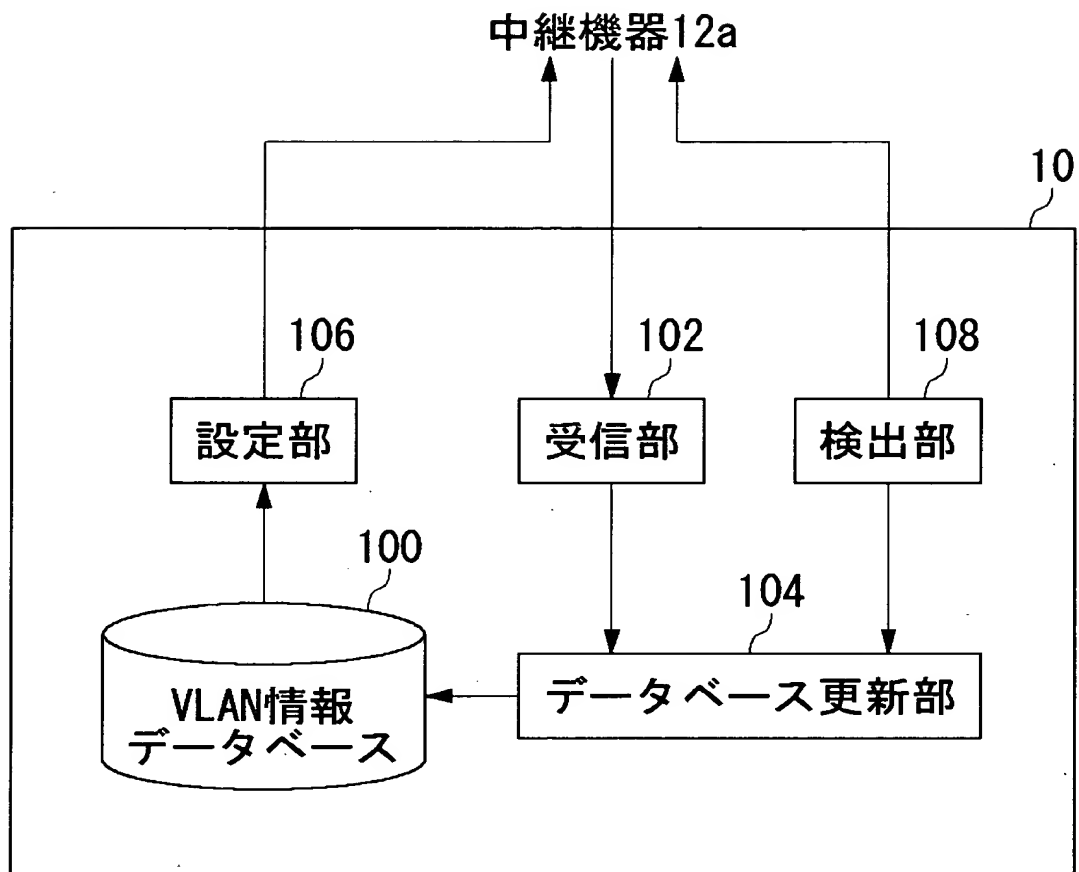 中継機器12a
10
106
102
108
設定部
受信部
検出部
100
104
VLAN情報
データベース
データベース更新部